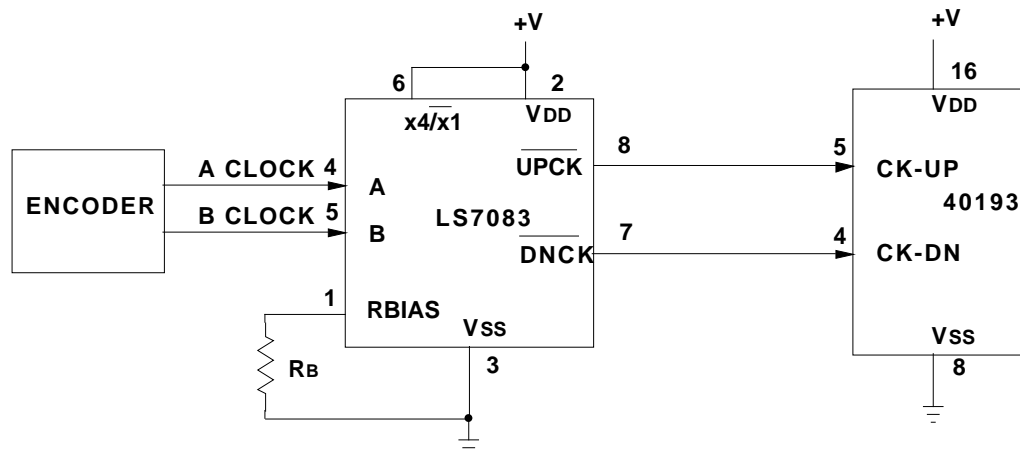 +V
+V
6
2
16
x4/x1
VDD
VDD
A CLOCK 4
8
5
UPCK
CK-UP
A
ENCODER
40193
B CLOCK 5
LS7083
B
7
4
DNCK
CK-DN
1
RBIAS
VSS
VSS
3
8
RB